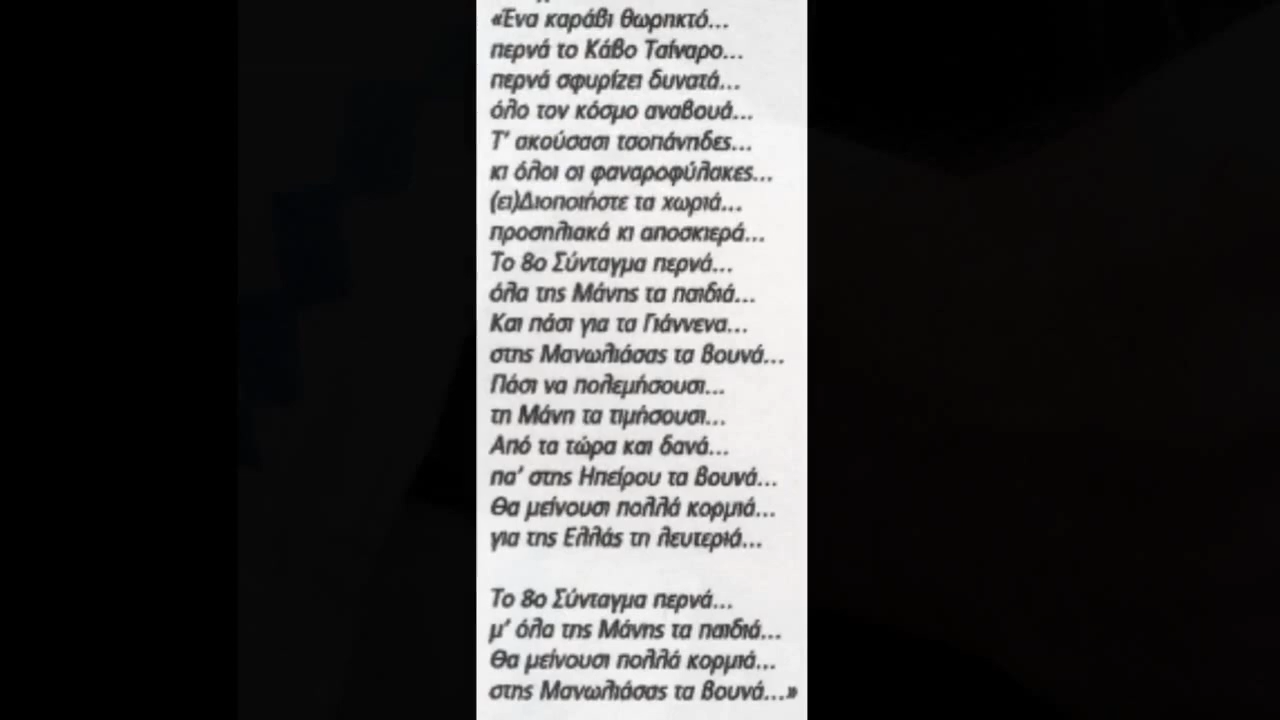 «Ένα καράβι θωρηκτό...
περνά το Κάβο Ταίναρο...
περνά σφυρίζει δυνατά...
όλο τον κόσμο αναβουά...
Τ' ακούσασι τσοπάνηδες...
κι όλοι οι φαναροφύλακες...
(ει)Διοποιήστε τα χωριά...
προσηλιακά κι αποσκιερά...
Το 8ο Σύνταγμα περνά...
όλα της Μάνης τα παιδιά...
Και πάσι για τα Γιάννενα...
στης Μανωλιάσας τα βουνά...
Πάσι να πολεμήσουσι...
τη Μάνη τα τιμήσουσι...
Από τα τώρα και δανά...
πα' στης Ηπείρου τα βουνά...
Θα μείνουσι πολλά κορμιά...
για της Ελλάς τη λευτεριά...
Το 8ο Σύνταγμα περνά...
μ' όλα της Μάνης τα παιδιά...
Θα μείνουσι πολλά κορμιά...
στης Μανωλιάσας τα βουνά...»